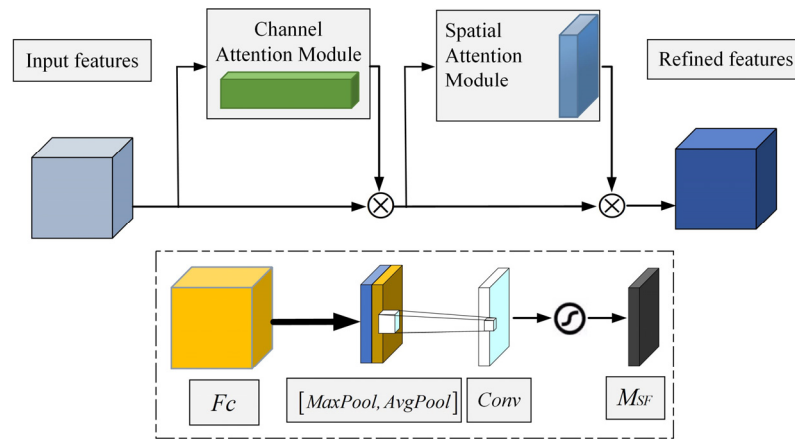 Input features
Channel
Attention Module
Spatial
Attention
Module
Refined features
Fc
[MaxPool, AvgPool]
Conv
MSF